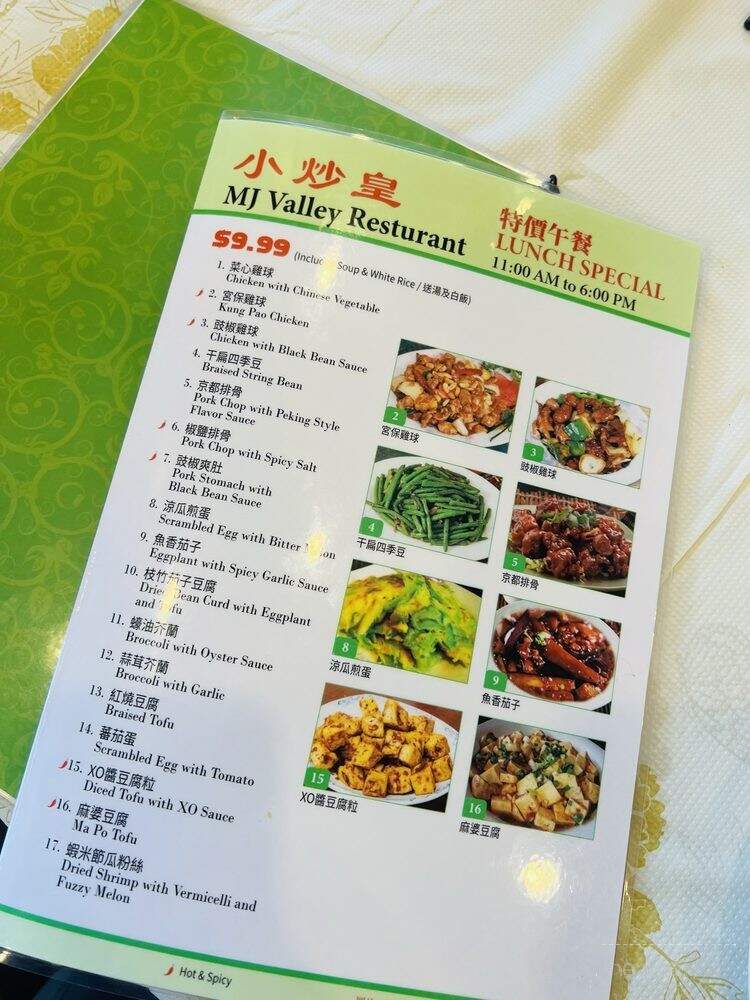 小炒皇
MJ Valley Resturant
特價午餐
LUNCH SPECIAL
11:00 AM to 6:00 PM
$9.99 (Include Soup & White Rice / 送湯及白飯)
1. 菜心雞球
Chicken with Chinese Vegetable
2. 宮保雞球
Kung Pao Chicken
3. 豉椒雞球
Chicken with Black Bean Sauce
4. 干扁四季豆
Braised String Bean
5. 京都排骨
Pork Chop with Peking Style
Flavor Sauce
6. 椒鹽排骨
Pork Chop with Spicy Salt
7. 豉椒爽肚
Pork Stomach with
Black Bean Sauce
8. 涼瓜煎蛋
Scrambled Egg with Bitter Melon
9. 魚香茄子
Eggplant with Spicy Garlic Sauce
10. 枝竹茄子豆腐
Dried Bean Curd with Eggplant
and Tofu
11. 蠔油芥蘭
Broccoli with Oyster Sauce
12. 蒜茸芥蘭
Broccoli with Garlic
13. 紅燒豆腐
Braised Tofu
14. 蕃茄蛋
Scrambled Egg with Tomato
15. XO醬豆腐粒
Diced Tofu with XO Sauce
16. 麻婆豆腐
Ma Po Tofu
17. 蝦米節瓜粉絲
Dried Shrimp with Vermicelli and
Fuzzy Melon
2
宮保雞球
3
豉椒雞球
4
干扁四季豆
5
京都排骨
8
涼瓜煎蛋
9
魚香茄子
15
XO醬豆腐粒
16
麻婆豆腐
Hot & Spicy